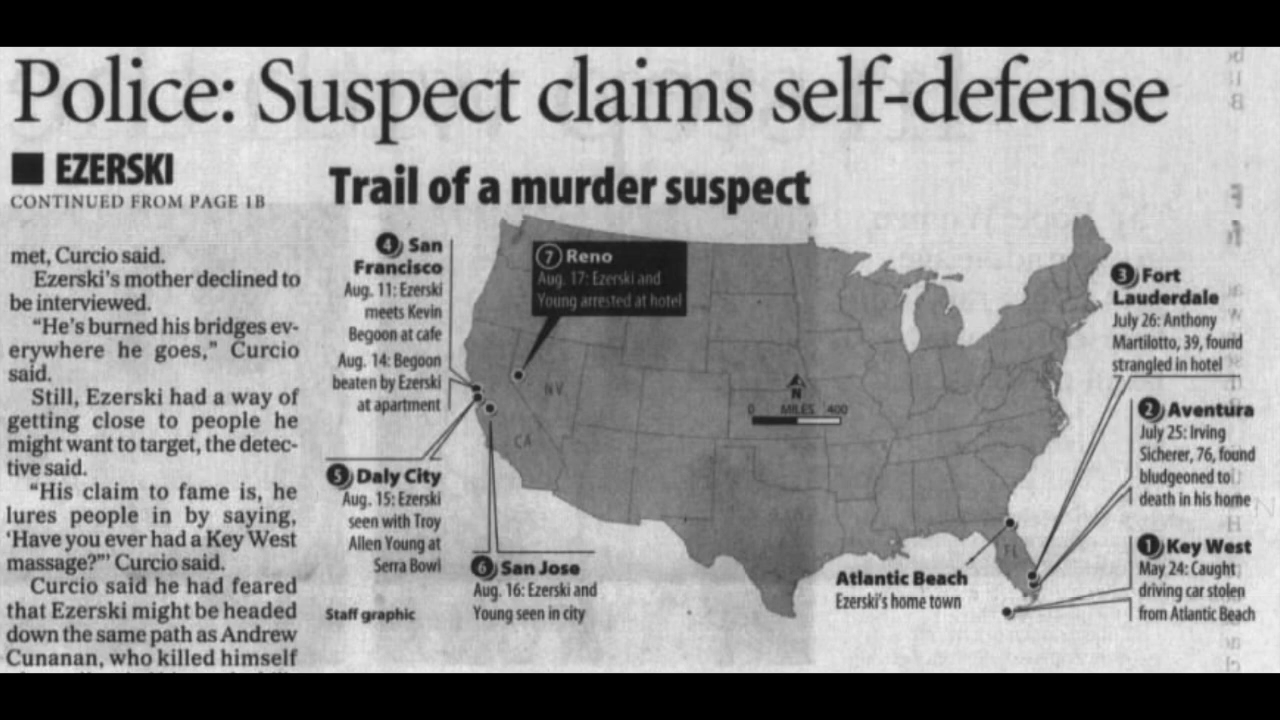 Police: Suspect claims self-defense
■ EZERSKI
CONTINUED FROM PAGE 1B
met, Curcio said.
Ezerski's mother declined to
be interviewed.
"He's burned his bridges ev-
erywhere he goes," Curcio
said.
Still, Ezerski had a way of
getting close to people he
might want to target, the detec-
tive said.
"His claim to fame is, he
lures people in by saying,
'Have you ever had a Key West
massage?'" Curcio said.
Curcio said he had feared
that Ezerski might be headed
down the same path as Andrew
Cunanan, who killed himself
Trail of a murder suspect
4 San
Francisco
Aug. 11: Ezerski
meets Kevin
Begoon at cafe
Aug. 14: Begoon
beaten by Ezerski
at apartment
7 Reno
Aug. 17: Ezerski and
Young arrested at hotel
NV
CA
N
0 MILES 400
5 Daly City
Aug. 15: Ezerski
seen with Troy
Allen Young at
Serra Bowl
6 San Jose
Aug. 16: Ezerski and
Young seen in city
Staff graphic
3 Fort
Lauderdale
July 26: Anthony
Martilotto, 39, found
strangled in hotel
2 Aventura
July 25: Irving
Sicherer, 76, found
bludgeoned to
death in his home
1 Key West
May 24: Caught
driving car stolen
from Atlantic Beach
FL
Atlantic Beach
Ezerski's home town